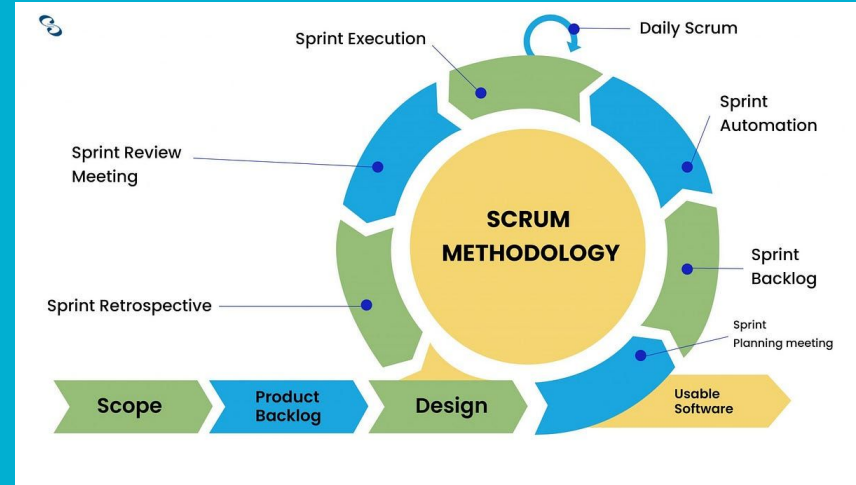 Sprint Execution
Daily Scrum
Sprint
Automation
Sprint Review
Meeting
SCRUM
METHODOLOGY
Sprint
Backlog
Sprint Retrospective
Sprint
Planning meeting
Scope
Product
Backlog
Design
Usable
Software